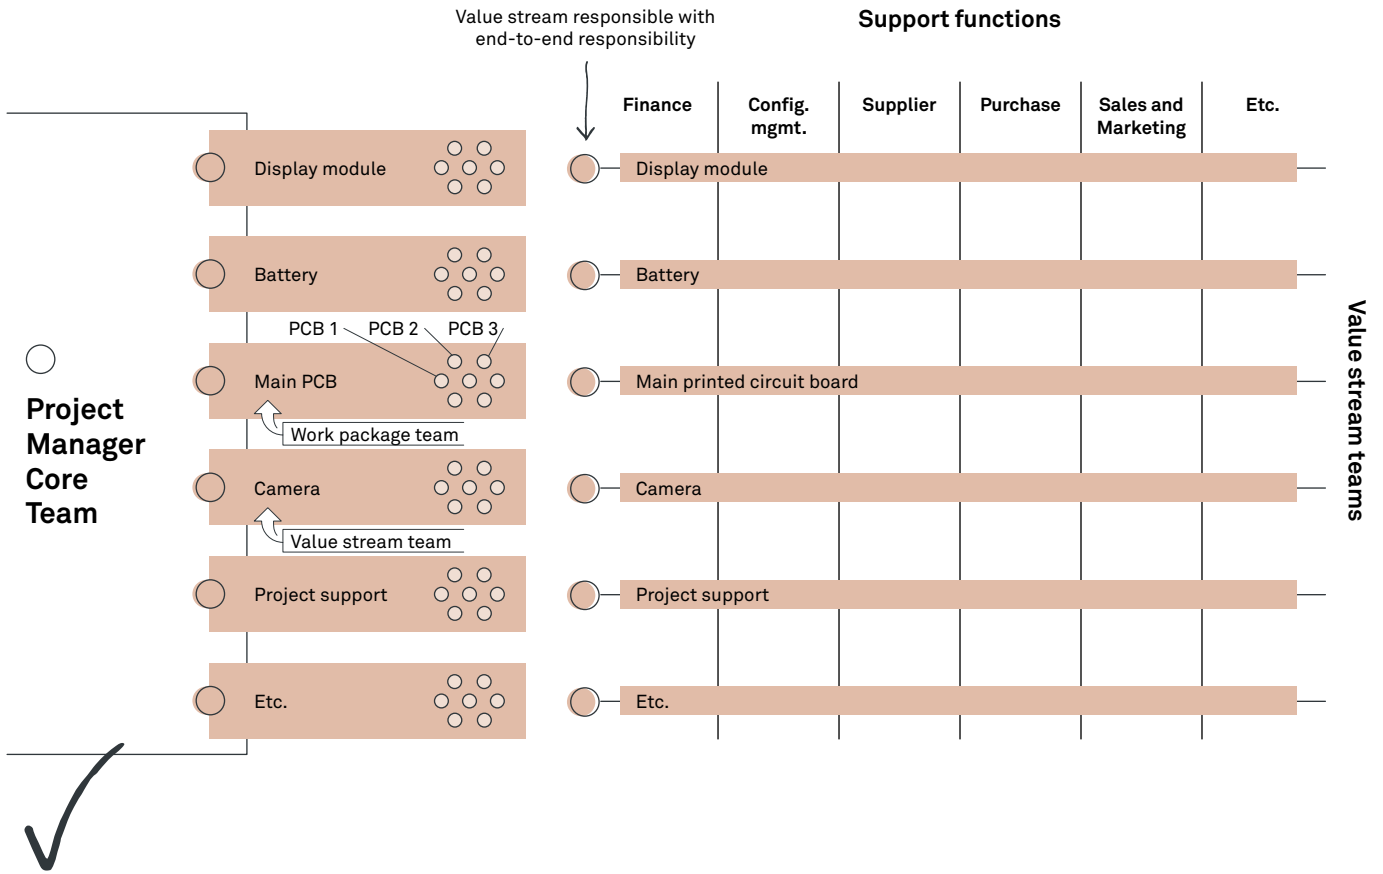 Value stream responsible with
end-to-end responsibility
Support functions
Finance
Config.
mgmt.
Supplier
Purchase
Sales and
Marketing
Etc.
Project
Manager
Core
Team
Display module
Battery
PCB 1
PCB 2
PCB 3
Main PCB
Work package team
Camera
Value stream team
Project support
Etc.
Display module
Battery
Main printed circuit board
Camera
Project support
Etc.
Value stream teams